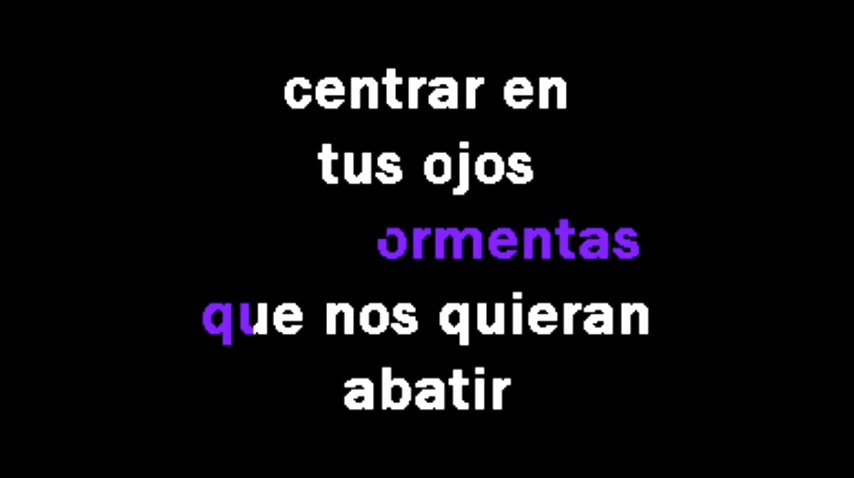 centrar en
tus ojos
ormentas
que nos quieran
abatir